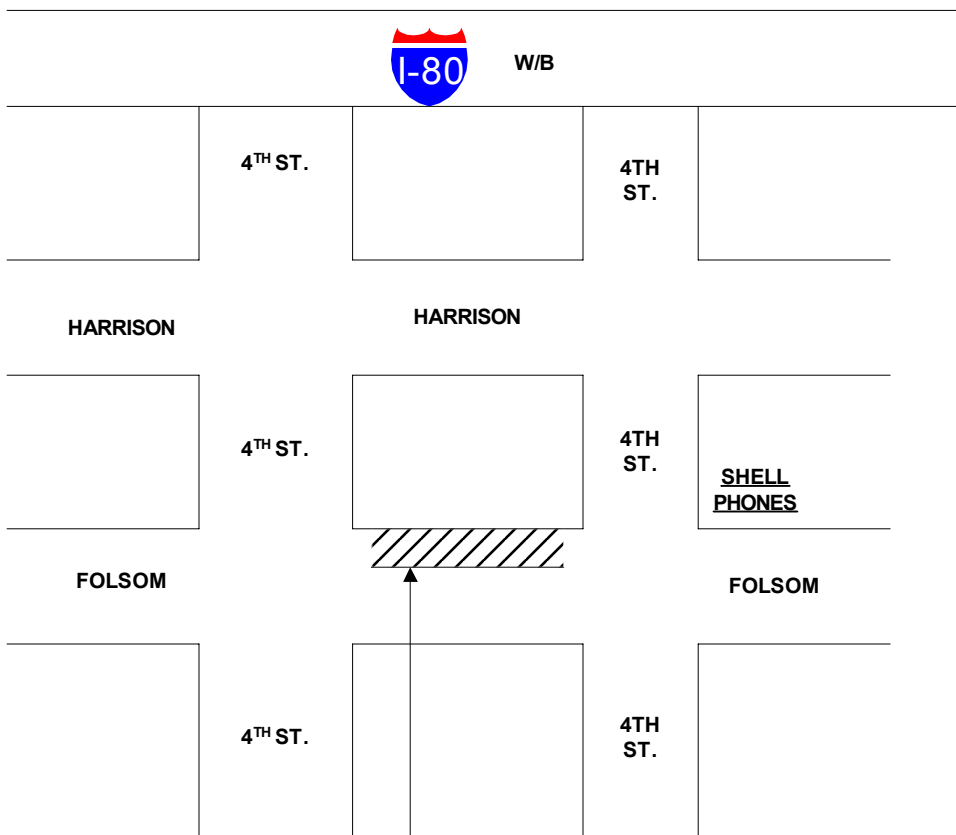 I-80
W/B
4TH ST.
4TH
ST.
HARRISON
HARRISON
4TH ST.
4TH
ST.
SHELL
PHONES
FOLSOM
FOLSOM
4TH ST.
4TH
ST.